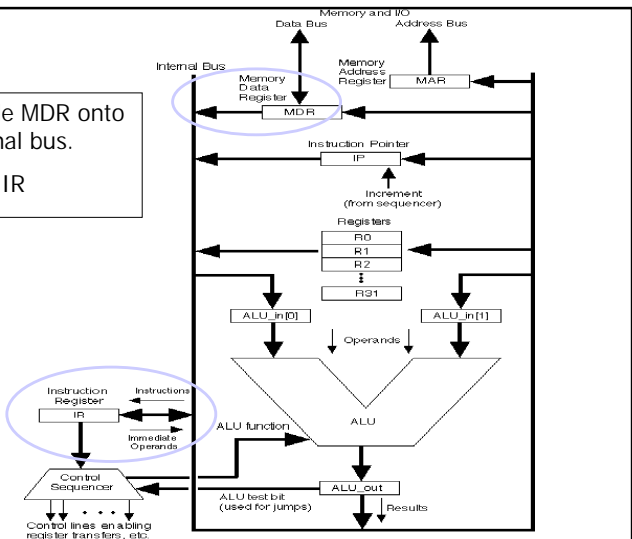 Memory and I/O
Data Bus
Address Bus
Internal Bus
Memory
Data
Register
MDR
Memory
Address
Register
MAR
e MDR onto
nal bus.
IR
Instruction Pointer
IP
Increment
(from sequencer)
Registers
R0
R1
R2
R31
ALU_in[0]
ALU_in[1]
Operands
ALU
Instruction
Register
IR
Instructions
Immediate
Operands
ALU function
Control
Sequencer
ALU test bit
(used for jumps)
ALU_out
Results
Control lines enabling
register transfers, etc.